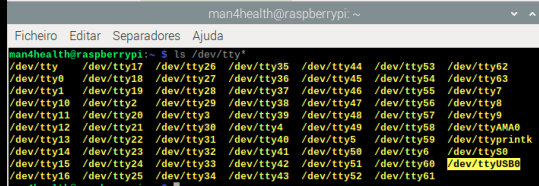 man4health@raspberrypi: ~
Ficheiro Editar Separadores Ajuda
man4health@raspberrypi:~ $ ls /dev/tty*
/dev/tty /dev/tty17 /dev/tty26 /dev/tty35 /dev/tty44 /dev/tty53 /dev/tty62
/dev/tty0 /dev/tty18 /dev/tty27 /dev/tty36 /dev/tty45 /dev/tty54 /dev/tty63
/dev/tty1 /dev/tty19 /dev/tty28 /dev/tty37 /dev/tty46 /dev/tty55 /dev/tty7
/dev/tty10 /dev/tty2 /dev/tty29 /dev/tty38 /dev/tty47 /dev/tty56 /dev/tty8
/dev/tty11 /dev/tty20 /dev/tty3 /dev/tty39 /dev/tty48 /dev/tty57 /dev/tty9
/dev/tty12 /dev/tty21 /dev/tty30 /dev/tty4 /dev/tty49 /dev/tty58 /dev/ttyAMA0
/dev/tty13 /dev/tty22 /dev/tty31 /dev/tty40 /dev/tty5 /dev/tty59 /dev/ttyprintk
/dev/tty14 /dev/tty23 /dev/tty32 /dev/tty41 /dev/tty50 /dev/tty6 /dev/ttyS0
/dev/tty15 /dev/tty24 /dev/tty33 /dev/tty42 /dev/tty51 /dev/tty60 /dev/ttyUSB0
/dev/tty16 /dev/tty25 /dev/tty34 /dev/tty43 /dev/tty52 /dev/tty61